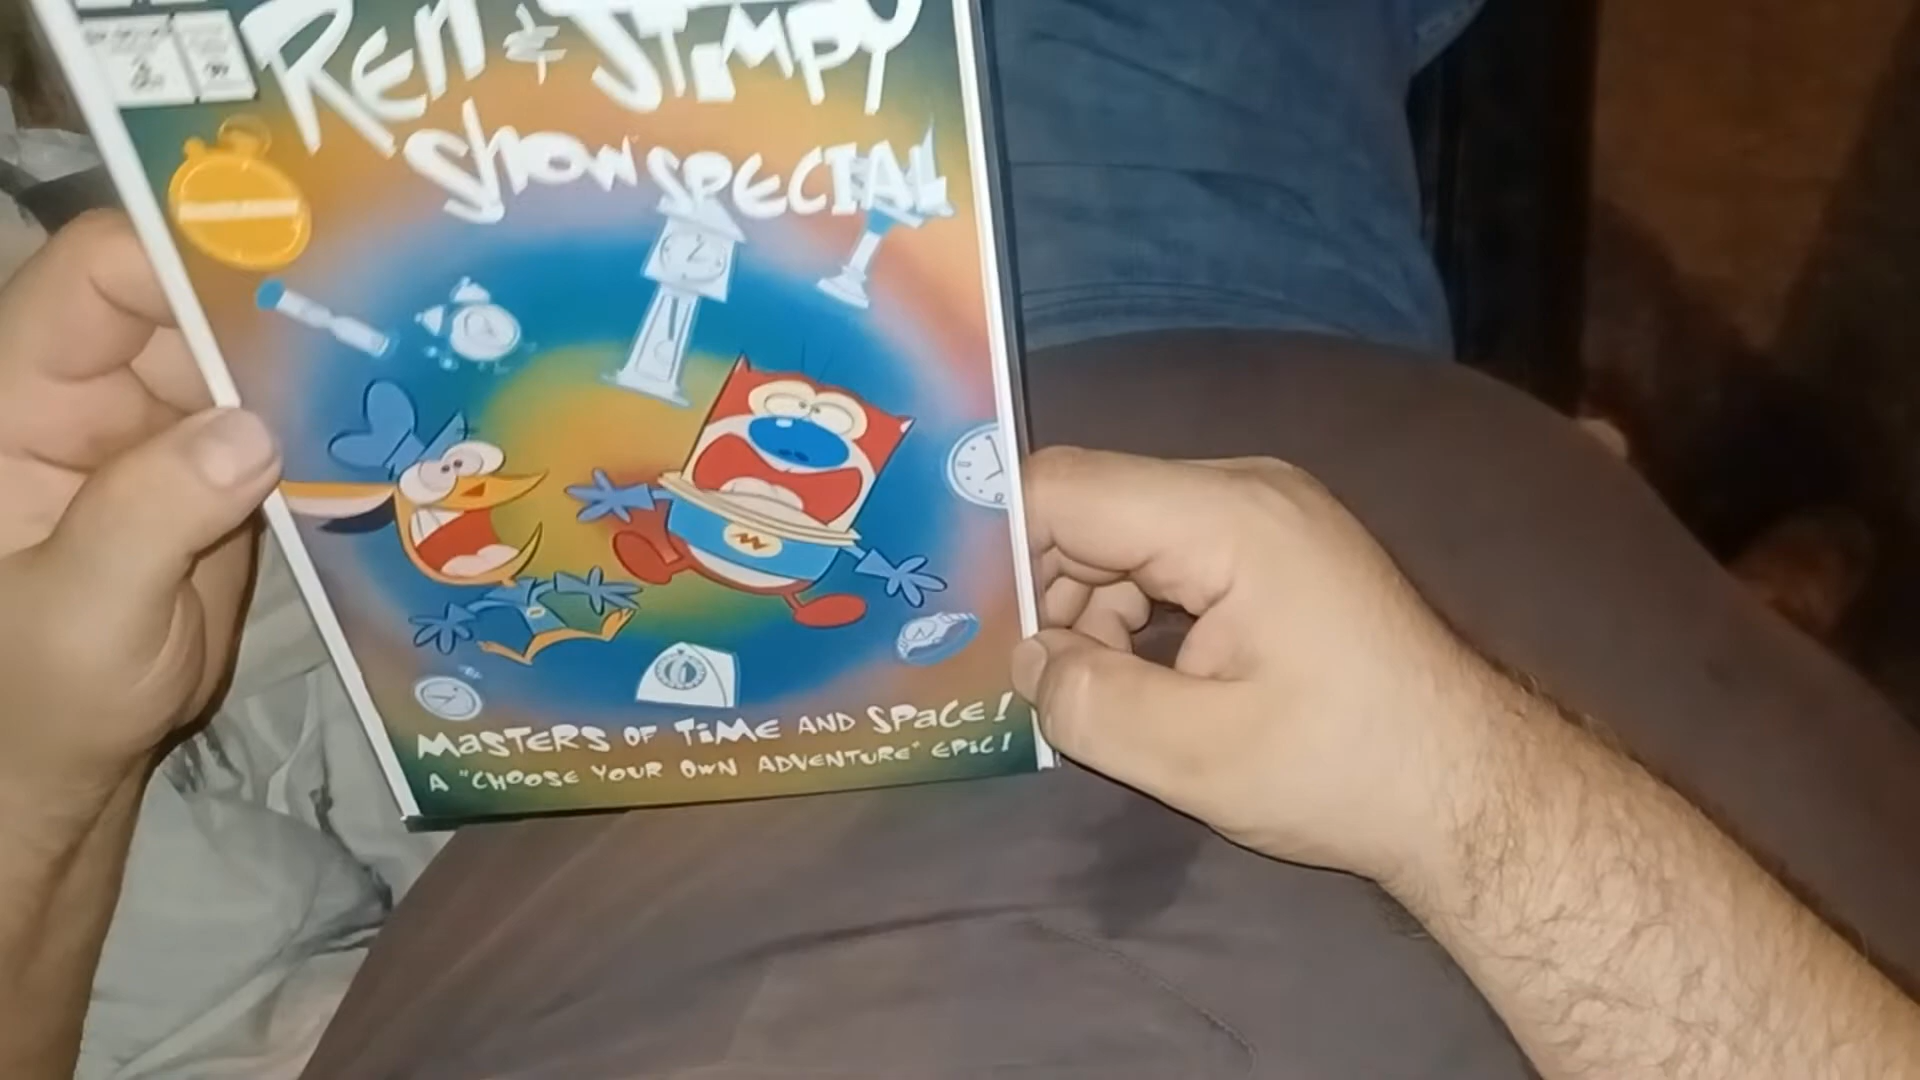 Ren & STIMPY
Show SPECIAL
MASTERS OF TIME AND SPACE!
A "CHOOSE YOUR OWN ADVENTURE" EPIC!